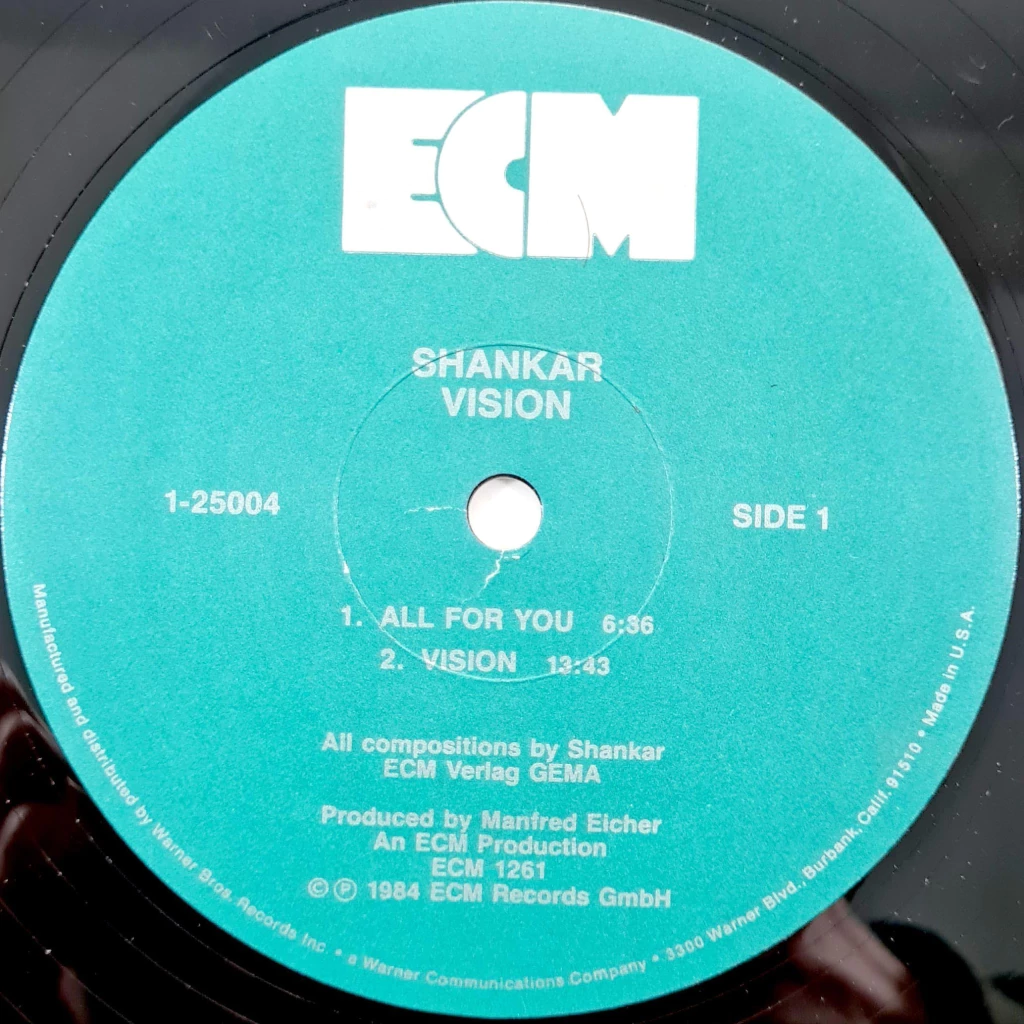 ECM
SHANKAR
VISION
1-25004
SIDE 1
1. ALL FOR YOU 6:36
2. VISION 13:43
All compositions by Shankar
ECM Verlag GEMA
Produced by Manfred Eicher
An ECM Production
ECM 1261
© ℗ 1984 ECM Records GmbH
Manufactured and distributed by Warner Bros. Records Inc • a Warner Communications Company • 3300 Warner Blvd., Burbank, Calif. 91510 • Made in U.S.A.